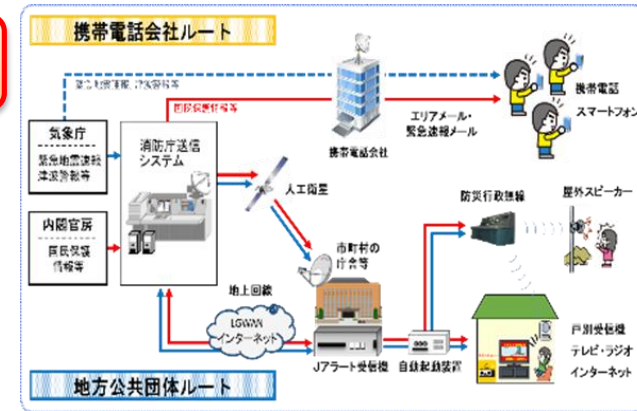 携帯電話会社ルート
緊急地震速報、津波警報等
国民保護情報等
気象庁
緊急地震速報
津波警報等
消防庁送信
システム
携帯電話会社
エリアメール・
緊急速報メール
携帯電話
スマートフォン
人工衛星
内閣官房
国民保護
情報等
市町村の
庁舎等
防災行政無線
屋外スピーカー
地上回線
LGWAN
インターネット
Jアラート受信機
自動起動装置
戸別受信機
テレビ・ラジオ
インターネット
地方公共団体ルート